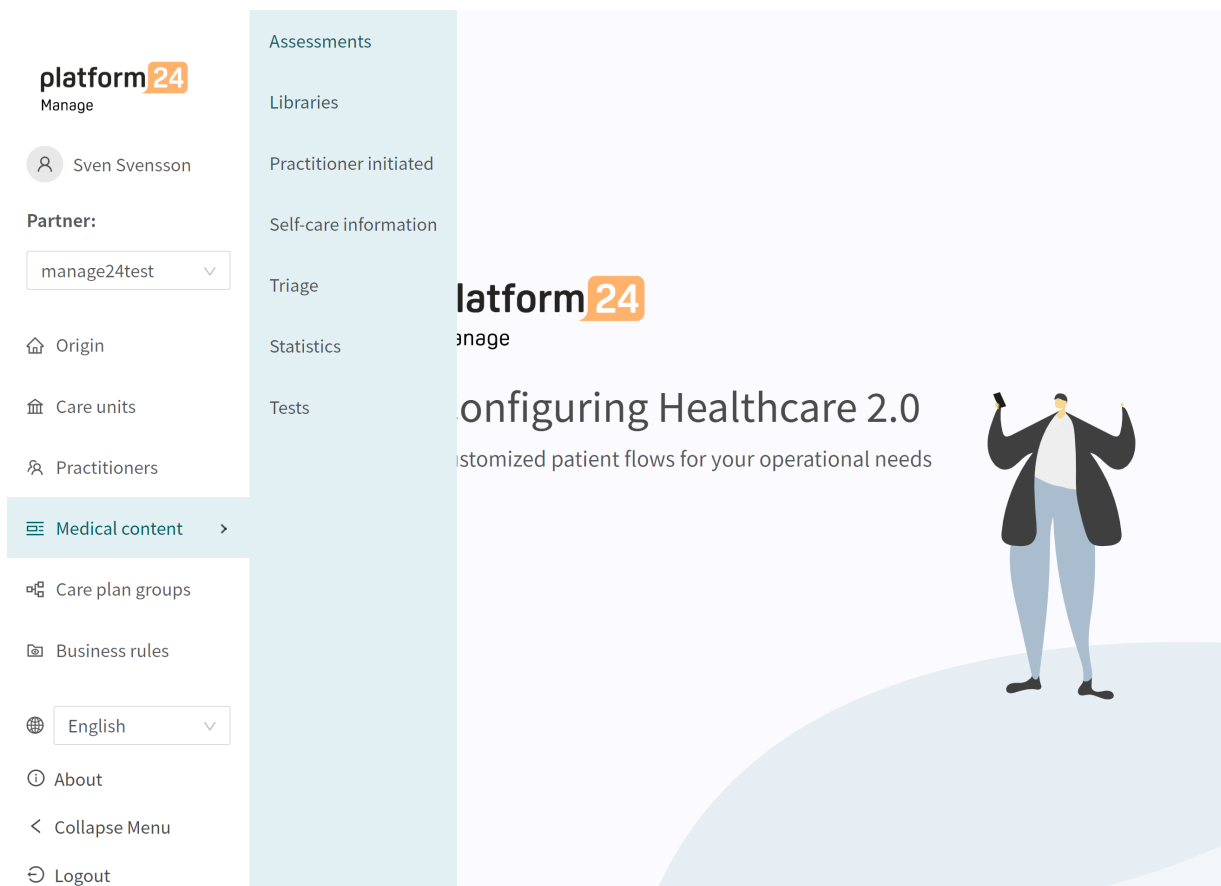 platform24
Manage
Sven Svensson
Partner:
manage24test
Origin
Care units
Practitioners
Medical content
Care plan groups
Business rules
English
About
Collapse Menu
Logout
Assessments
Libraries
Practitioner initiated
Self-care information
Triage
Statistics
Tests
latform24
anage
onfiguring Healthcare 2.0
stomized patient flows for your operational needs